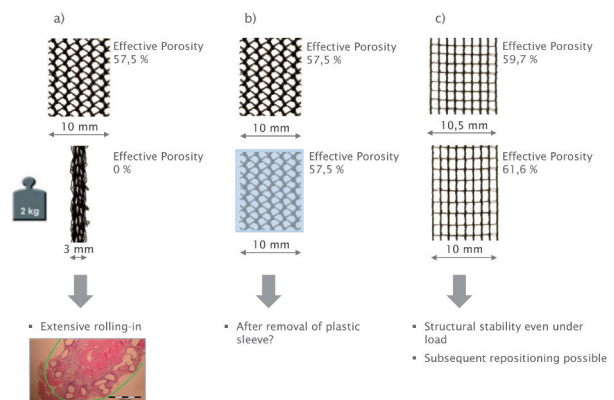 a)
b)
c)
Effective Porosity
57,5 %
Effective Porosity
57,5 %
Effective Porosity
59,7 %
10 mm
10 mm
10,5 mm
Effective Porosity
0 %
Effective Porosity
57,5 %
Effective Porosity
61,6 %
2 kg
3 mm
10 mm
10 mm
▪ Extensive rolling-in
▪ After removal of plastic
sleeve?
▪ Structural stability even under
load
▪ Subsequent repositioning possible